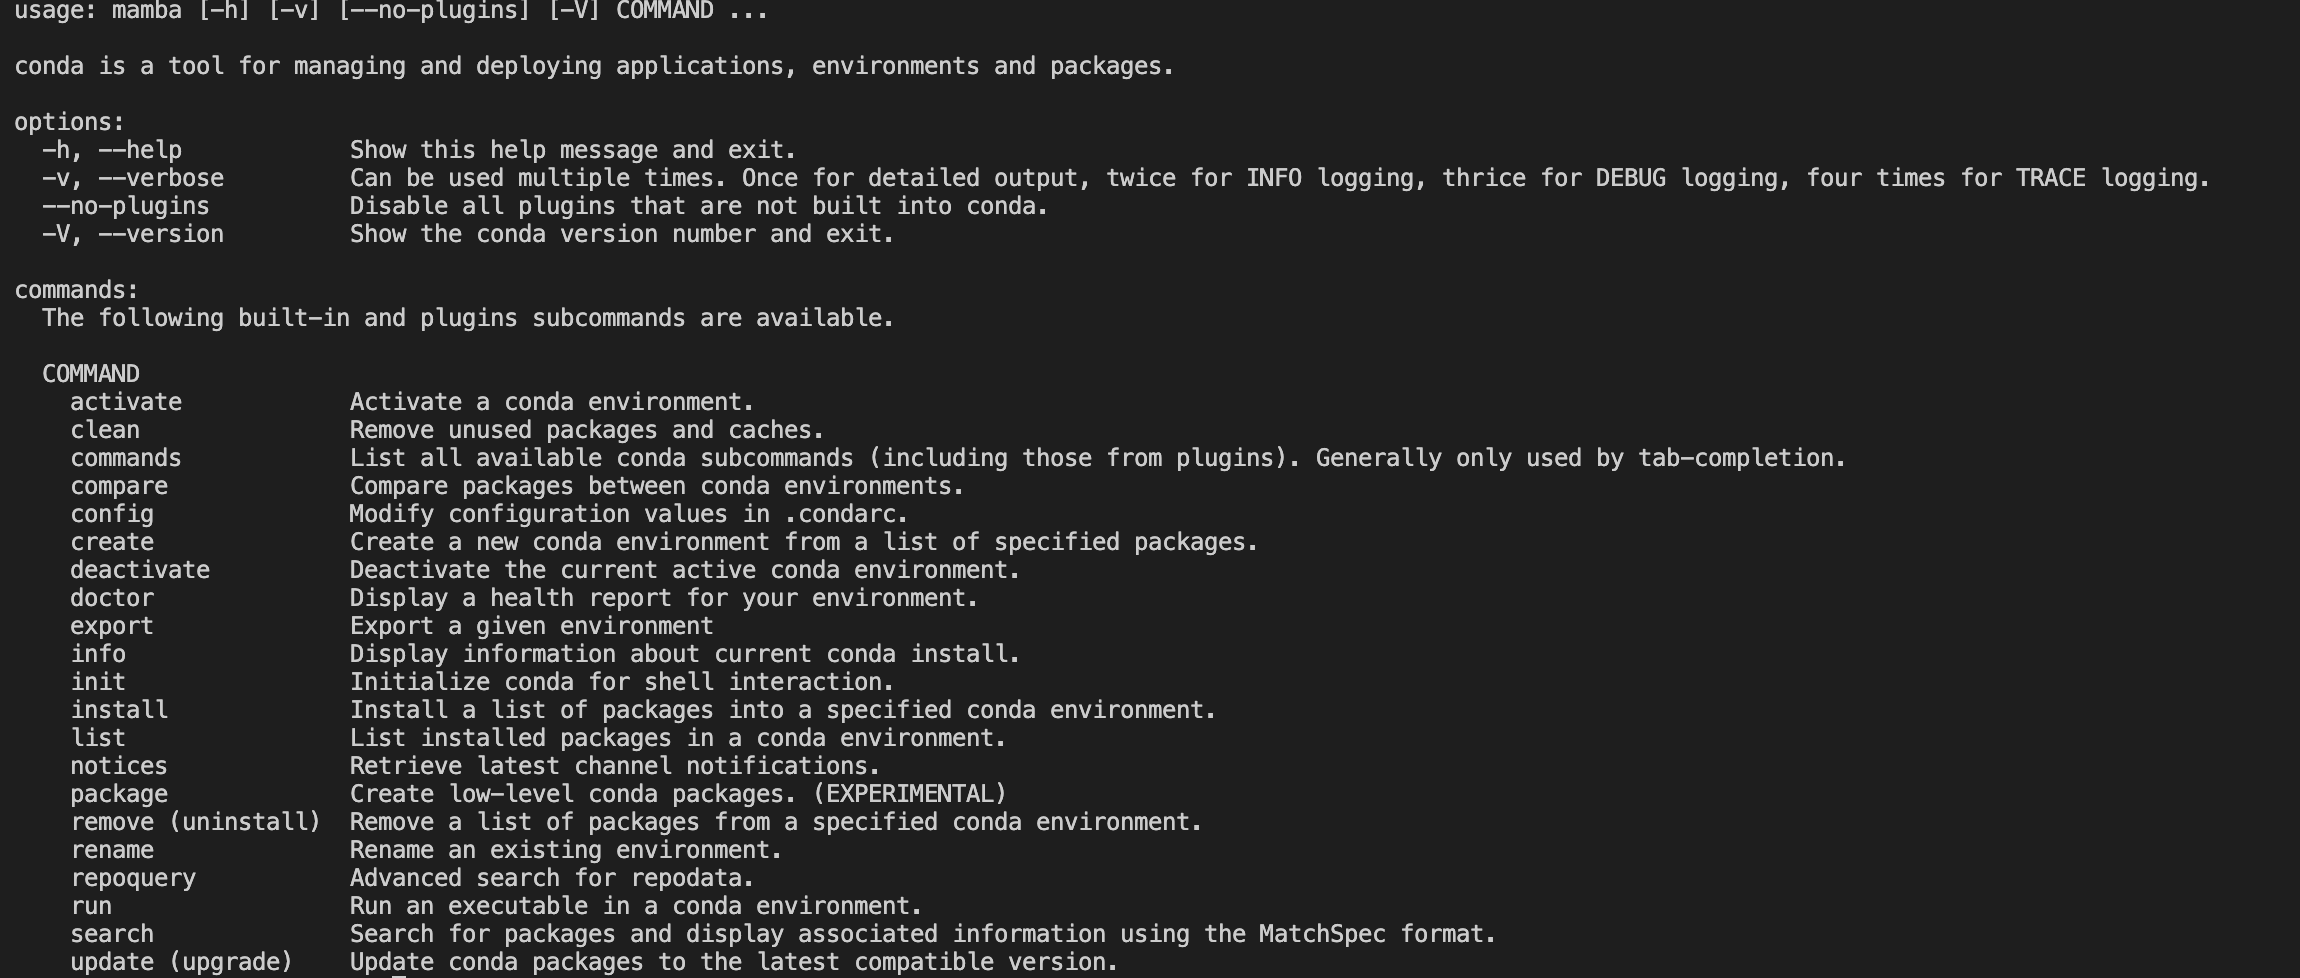 usage: mamba [-h] [-v] [--no-plugins] [-V] COMMAND ...
conda is a tool for managing and deploying applications, environments and packages.
options:
-h, --help Show this help message and exit.
-v, --verbose Can be used multiple times. Once for detailed output, twice for INFO logging, thrice for DEBUG logging, four times for TRACE logging.
--no-plugins Disable all plugins that are not built into conda.
-V, --version Show the conda version number and exit.
commands:
The following built-in and plugins subcommands are available.
COMMAND
activate Activate a conda environment.
clean Remove unused packages and caches.
commands List all available conda subcommands (including those from plugins). Generally only used by tab-completion.
compare Compare packages between conda environments.
config Modify configuration values in .condarc.
create Create a new conda environment from a list of specified packages.
deactivate Deactivate the current active conda environment.
doctor Display a health report for your environment.
export Export a given environment
info Display information about current conda install.
init Initialize conda for shell interaction.
install Install a list of packages into a specified conda environment.
list List installed packages in a conda environment.
notices Retrieve latest channel notifications.
package Create low-level conda packages. (EXPERIMENTAL)
remove (uninstall) Remove a list of packages from a specified conda environment.
rename Rename an existing environment.
repoquery Advanced search for repodata.
run Run an executable in a conda environment.
search Search for packages and display associated information using the MatchSpec format.
update (upgrade) Update conda packages to the latest compatible version.